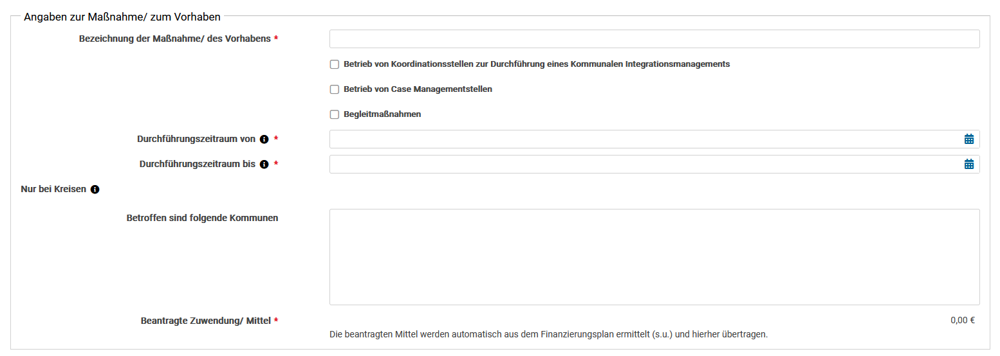 Angaben zur Maßnahme/ zum Vorhaben
Bezeichnung der Maßnahme/ des Vorhabens *
Betrieb von Koordinationsstellen zur Durchführung eines Kommunalen Integrationsmanagements
Betrieb von Case Managementstellen
Begleitmaßnahmen
Durchführungszeitraum von *
Durchführungszeitraum bis *
Nur bei Kreisen
Betroffen sind folgende Kommunen
Beantragte Zuwendung/ Mittel * 0,00 €
Die beantragten Mittel werden automatisch aus dem Finanzierungsplan ermittelt (s.u.) und hierher übertragen.